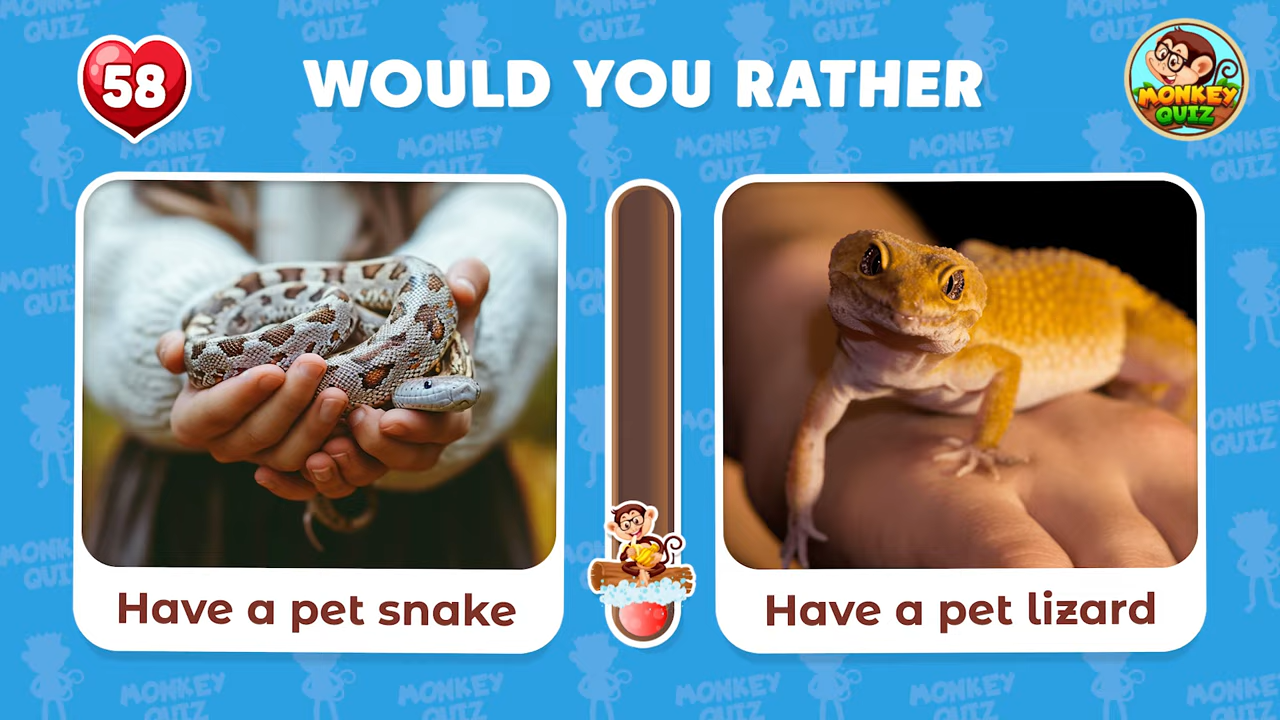 58
WOULD YOU RATHER
MONKEY
QUIZ
Have a pet snake
Have a pet lizard